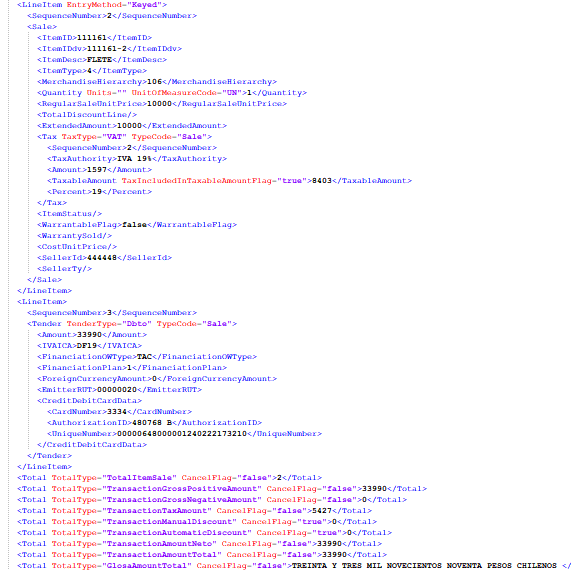 <LineItem EntryMethod="Keyed">
<SequenceNumber>2</SequenceNumber>
<Sale>
<ItemID>111161</ItemID>
<ItemIDdv>111161-2</ItemIDdv>
<ItemDesc>FLETE</ItemDesc>
<ItemType>4</ItemType>
<MerchandiseHierarchy>106</MerchandiseHierarchy>
<Quantity Units="" UnitOfMeasureCode="UN">1</Quantity>
<RegularSaleUnitPrice>10000</RegularSaleUnitPrice>
<TotalDiscountLine/>
<ExtendedAmount>10000</ExtendedAmount>
<Tax TaxType="VAT" TypeCode="Sale">
<SequenceNumber>2</SequenceNumber>
<TaxAuthority>IVA 19%</TaxAuthority>
<Amount>1597</Amount>
<TaxableAmount TaxIncludedInTaxableAmountFlag="true">8403</TaxableAmount>
<Percent>19</Percent>
</Tax>
<ItemStatus/>
<WarrantableFlag>false</WarrantableFlag>
<WarrantySold/>
<CostUnitPrice/>
<SellerId>444448</SellerId>
<SellerTy/>
</Sale>
</LineItem>
<LineItem>
<SequenceNumber>3</SequenceNumber>
<Tender TenderType="Dbto" TypeCode="Sale">
<Amount>33990</Amount>
<IVAICA>DF19</IVAICA>
<FinanciationOWType>TAC</FinanciationOWType>
<FinanciationPlan>1</FinanciationPlan>
<ForeignCurrencyAmount>0</ForeignCurrencyAmount>
<EmitterRUT>00000020</EmitterRUT>
<CreditDebitCardData>
<CardNumber>3334</CardNumber>
<AuthorizationID>480768 B</AuthorizationID>
<UniqueNumber>00000648000001240222173210</UniqueNumber>
</CreditDebitCardData>
</Tender>
</LineItem>
<Total TotalType="TotalItemSale" CancelFlag="false">2</Total>
<Total TotalType="TransactionGrossPositiveAmount" CancelFlag="false">33990</Total>
<Total TotalType="TransactionGrossNegativeAmount" CancelFlag="false">0</Total>
<Total TotalType="TransactionTaxAmount" CancelFlag="false">5427</Total>
<Total TotalType="TransactionManualDiscount" CancelFlag="true">0</Total>
<Total TotalType="TransactionAutomaticDiscount" CancelFlag="true">0</Total>
<Total TotalType="TransactionAmountNeto" CancelFlag="false">33990</Total>
<Total TotalType="TransactionAmountTotal" CancelFlag="false">33990</Total>
<Total TotalType="GlosaAmountTotal" CancelFlag="false">TREINTA Y TRES MIL NOVECIENTOS NOVENTA PESOS CHILENOS </